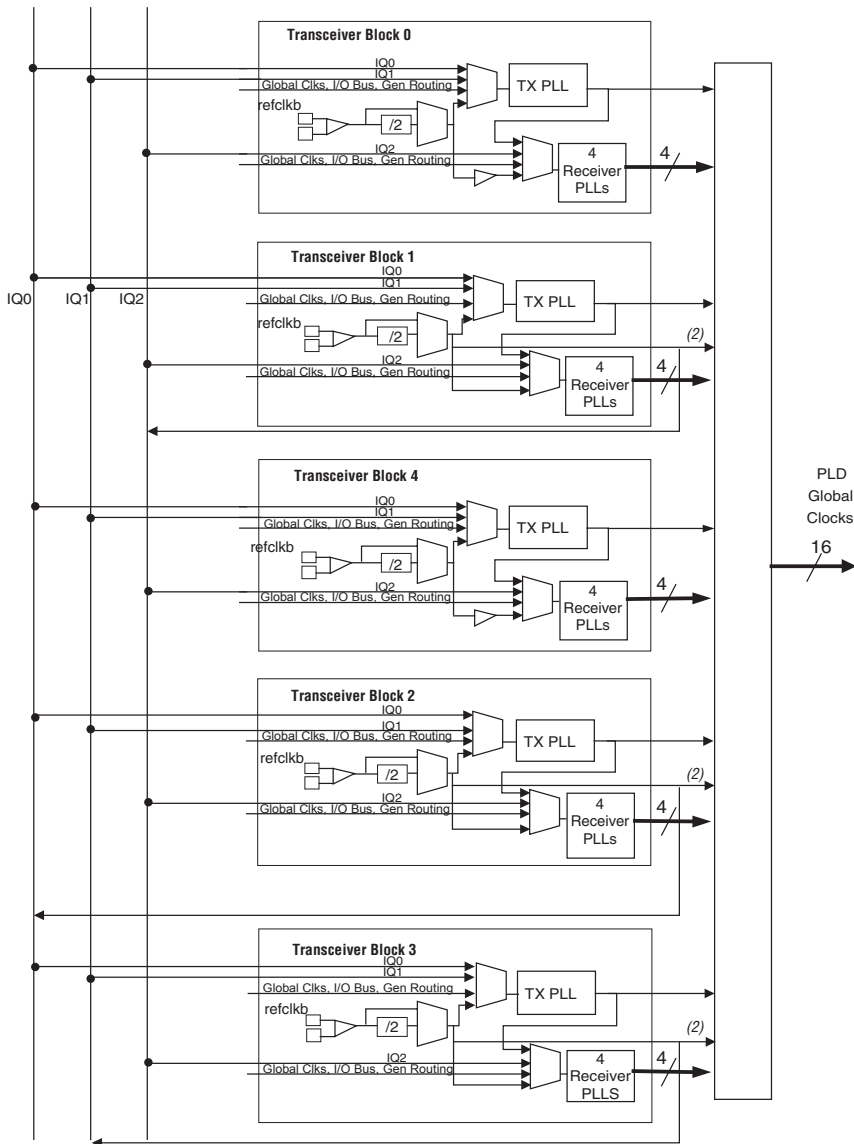 Transceiver Block 0
IQ0
IQ1
Global Clks, I/O Bus, Gen Routing
TX PLL
refclkb
/2
IQ2
Global Clks, I/O Bus, Gen Routing
4
Receiver
PLLs
4
Transceiver Block 1
IQ0
IQ1
IQ0
IQ1
IQ2
Global Clks, I/O Bus, Gen Routing
TX PLL
refclkb
/2
(2)
IQ2
Global Clks, I/O Bus, Gen Routing
4
Receiver
PLLs
4
Transceiver Block 4
IQ0
IQ1
Global Clks, I/O Bus, Gen Routing
TX PLL
refclkb
/2
IQ2
Global Clks, I/O Bus, Gen Routing
4
Receiver
PLLs
4
PLD
Global
Clocks
16
Transceiver Block 2
IQ0
IQ1
Global Clks, I/O Bus, Gen Routing
TX PLL
refclkb
/2
(2)
IQ2
Global Clks, I/O Bus, Gen Routing
4
Receiver
PLLs
4
Transceiver Block 3
IQ0
IQ1
Global Clks, I/O Bus, Gen Routing
TX PLL
refclkb
/2
(2)
IQ2
Global Clks, I/O Bus, Gen Routing
4
Receiver
PLLS
4